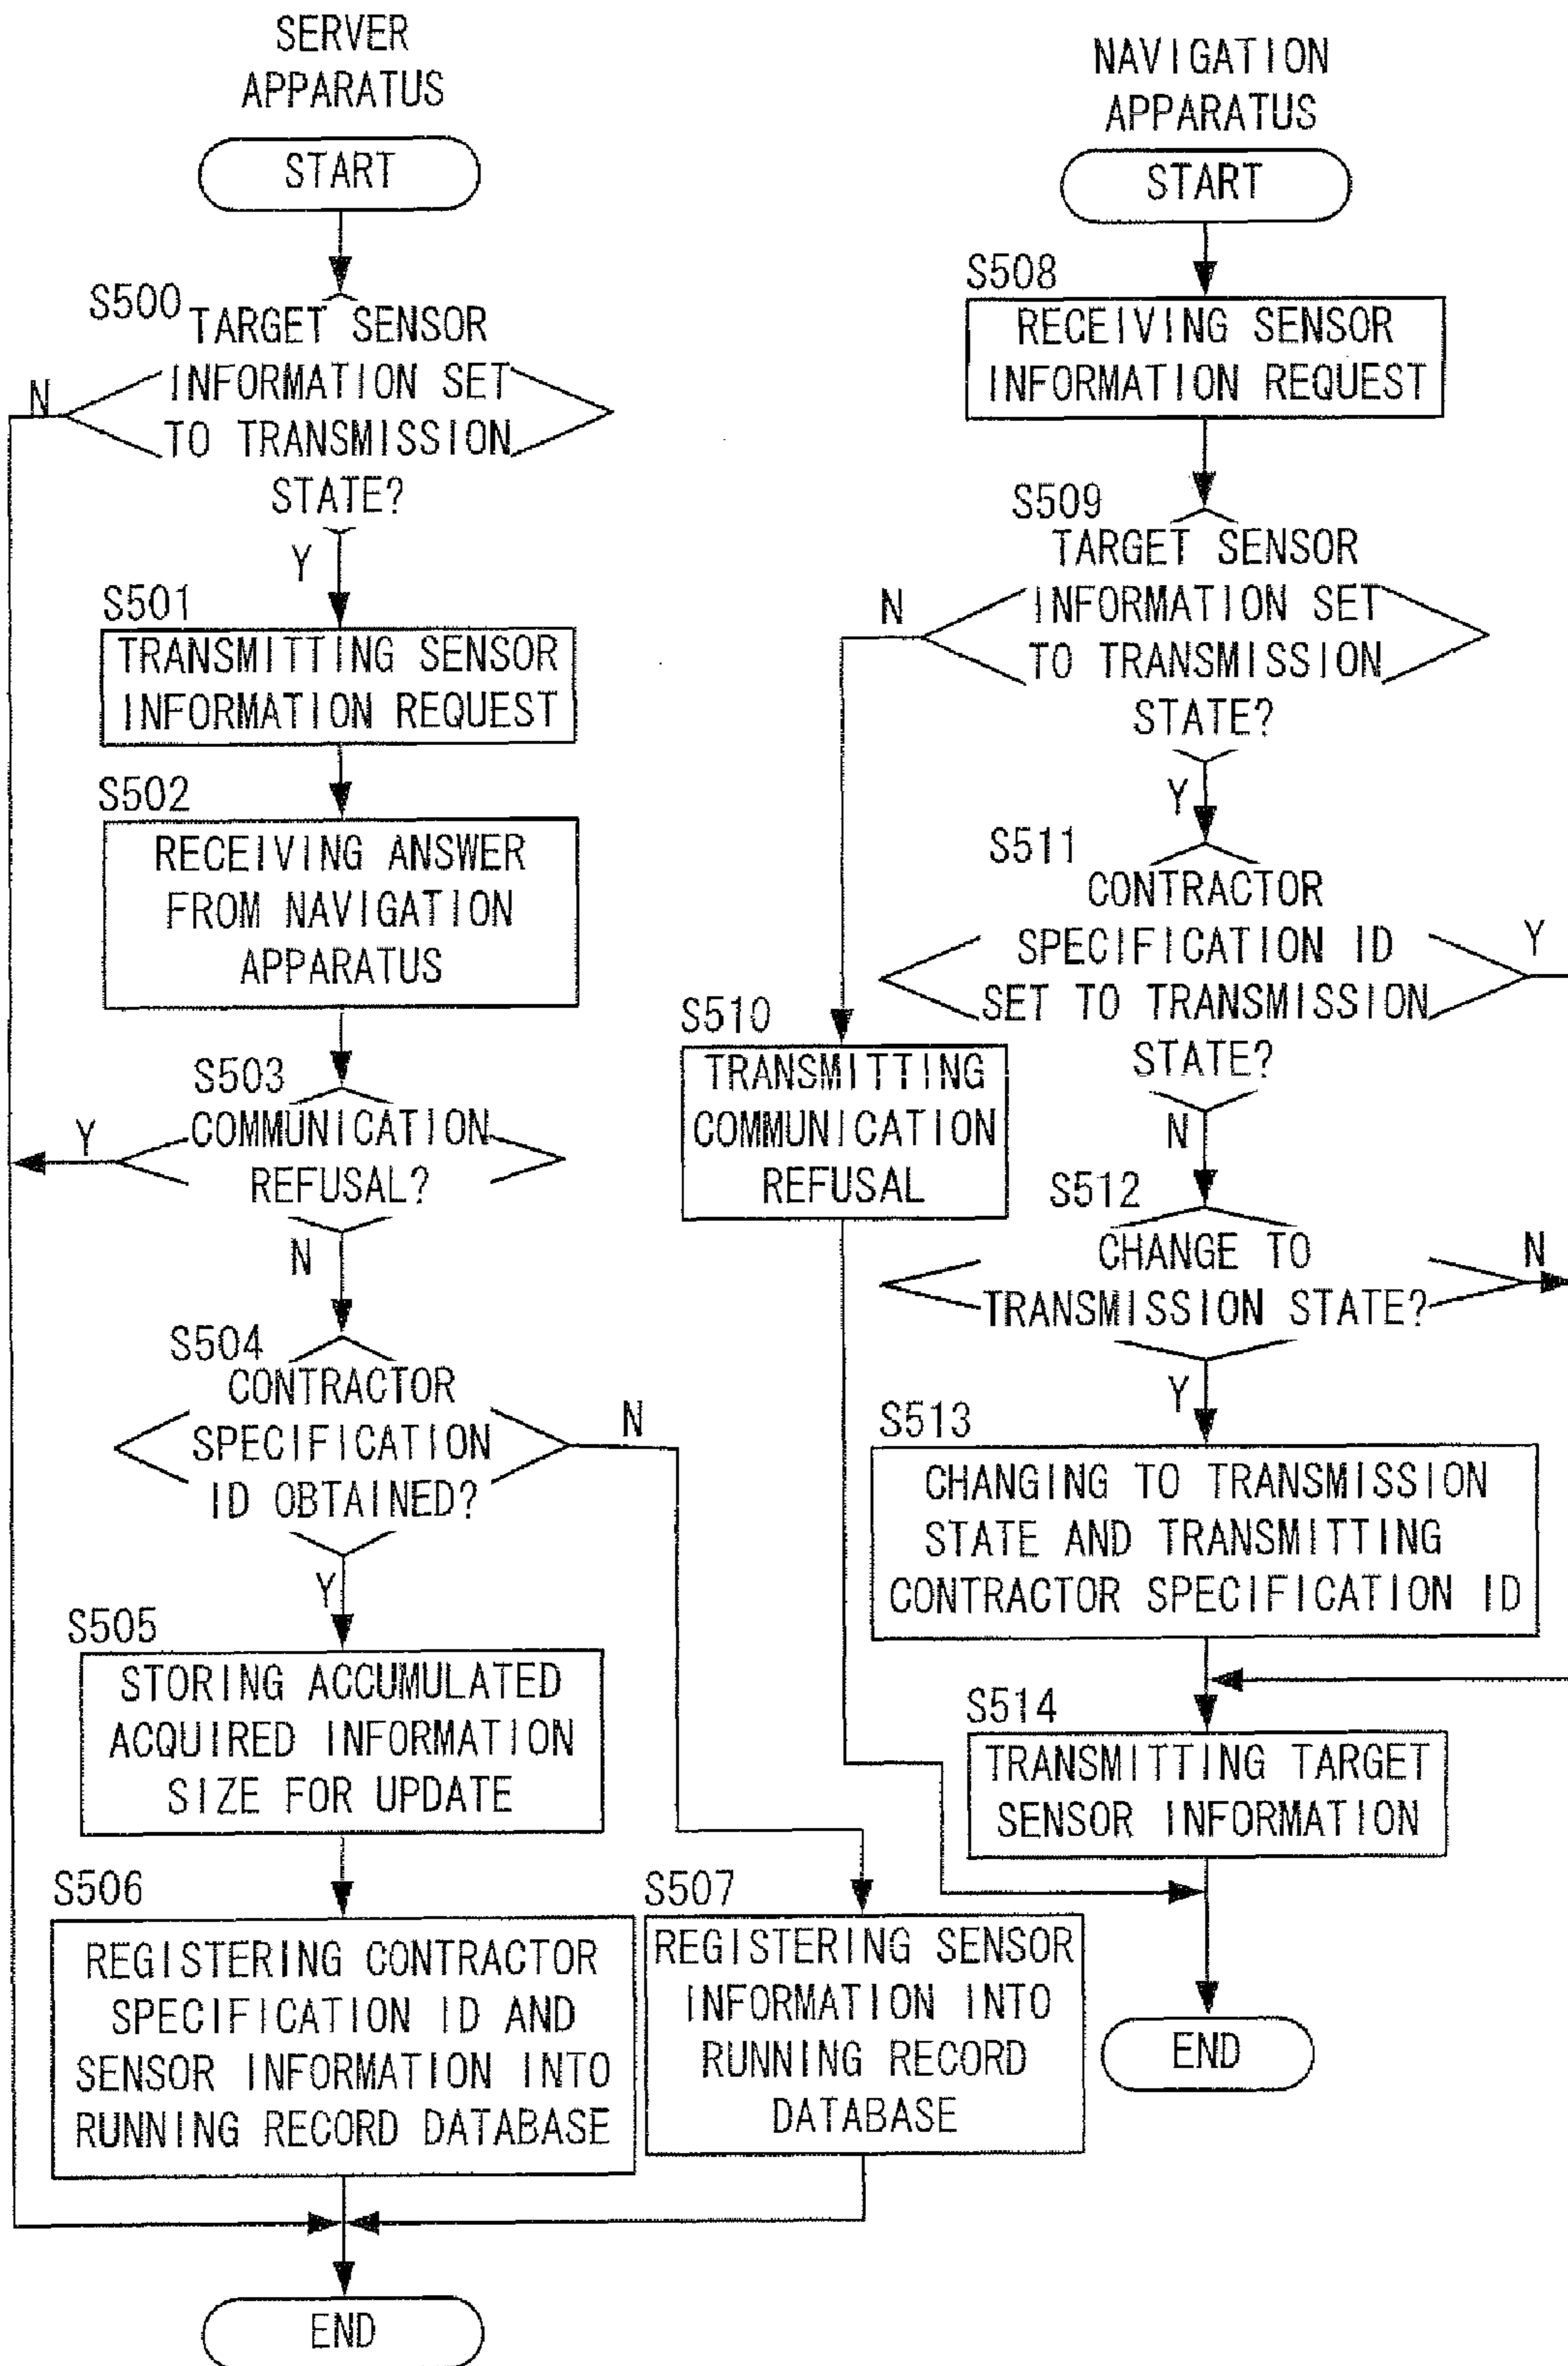 SERVER
APPARATUS
START
S500
TARGET SENSOR
INFORMATION SET
TO TRANSMISSION
STATE?
N
Y
S501
TRANSMITTING SENSOR
INFORMATION REQUEST
S502
RECEIVING ANSWER
FROM NAVIGATION
APPARATUS
S503
COMMUNICATION
REFUSAL?
Y
N
S504
CONTRACTOR
SPECIFICATION
ID OBTAINED?
N
Y
S505
STORING ACCUMULATED
ACQUIRED INFORMATION
SIZE FOR UPDATE
S506
REGISTERING CONTRACTOR
SPECIFICATION ID AND
SENSOR INFORMATION INTO
RUNNING RECORD DATABASE
S507
REGISTERING SENSOR
INFORMATION INTO
RUNNING RECORD
DATABASE
END
NAVIGATION
APPARATUS
START
S508
RECEIVING SENSOR
INFORMATION REQUEST
S509
TARGET SENSOR
INFORMATION SET
TO TRANSMISSION
STATE?
N
Y
S510
TRANSMITTING
COMMUNICATION
REFUSAL
S511
CONTRACTOR
SPECIFICATION ID
SET TO TRANSMISSION
STATE?
Y
N
S512
CHANGE TO
TRANSMISSION STATE?
N
Y
S513
CHANGING TO TRANSMISSION
STATE AND TRANSMITTING
CONTRACTOR SPECIFICATION ID
S514
TRANSMITTING TARGET
SENSOR INFORMATION
END